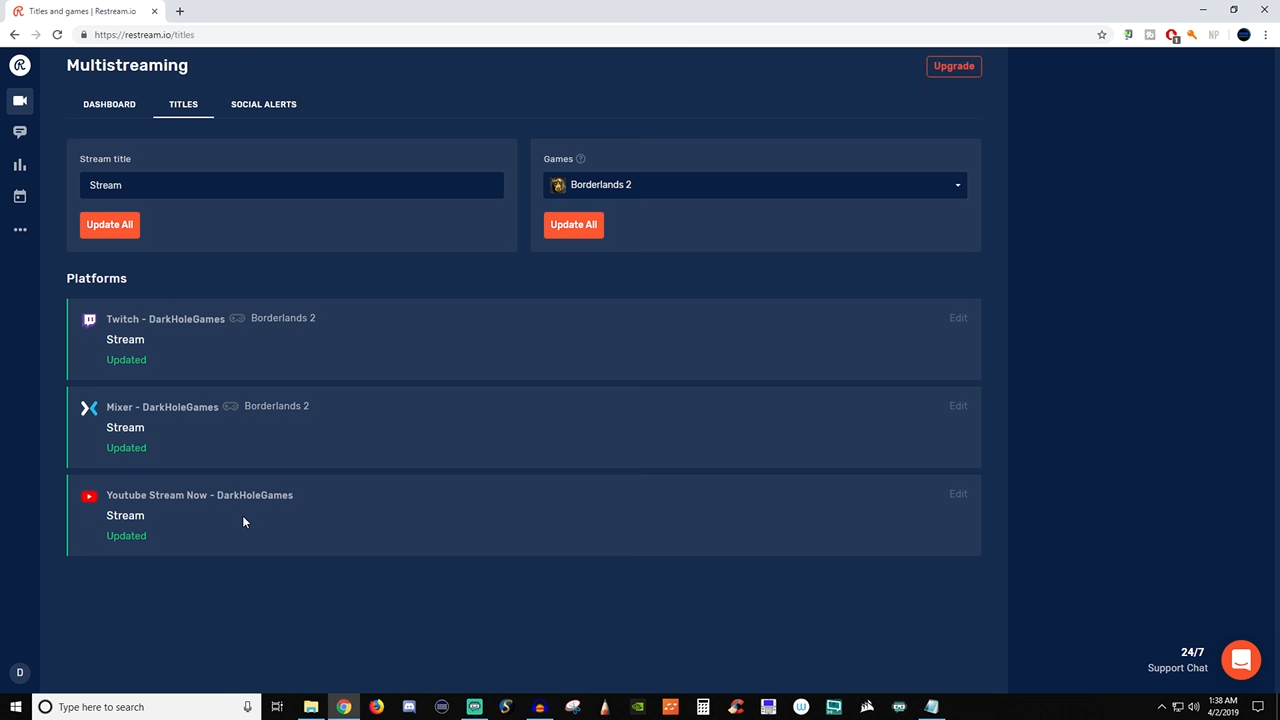 Titles and games | Restream.io
https://restream.io/titles
NP
1
Multistreaming
Upgrade
DASHBOARD
TITLES
SOCIAL ALERTS
Stream title
Stream
Update All
Games
Borderlands 2
Update All
Platforms
Twitch - DarkHoleGames
Borderlands 2
Edit
Stream
Updated
Mixer - DarkHoleGames
Borderlands 2
Edit
Stream
Updated
Youtube Stream Now - DarkHoleGames
Edit
Stream
Updated
D
24/7
Support Chat
Type here to search
1:38 AM
4/2/2019